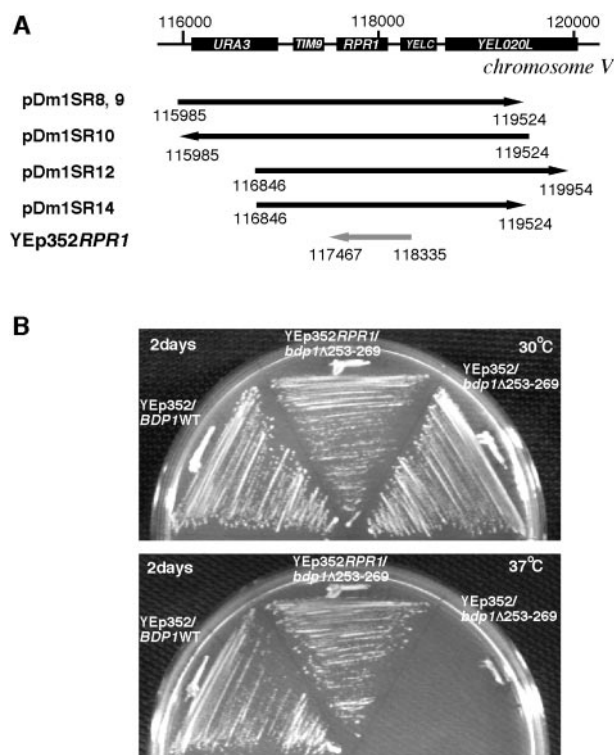 A
116000 118000 120000
URA3 TIM9 RPR1 YELC YEL020L
chromosome V
pDm1SR8, 9
115985 119524
pDm1SR10
115985 119524
pDm1SR12
116846 119954
pDm1SR14
116846 119524
YEp352RPR1
117467 118335
B
2days
YEp352RPR1/
bdp1Δ253-269
30°C
YEp352/
bdp1Δ253-269
YEp352/
BDP1WT
2days
YEp352RPR1/
bdp1Δ253-269
37°C
YEp352/
bdp1Δ253-269
YEp352/
BDP1WT